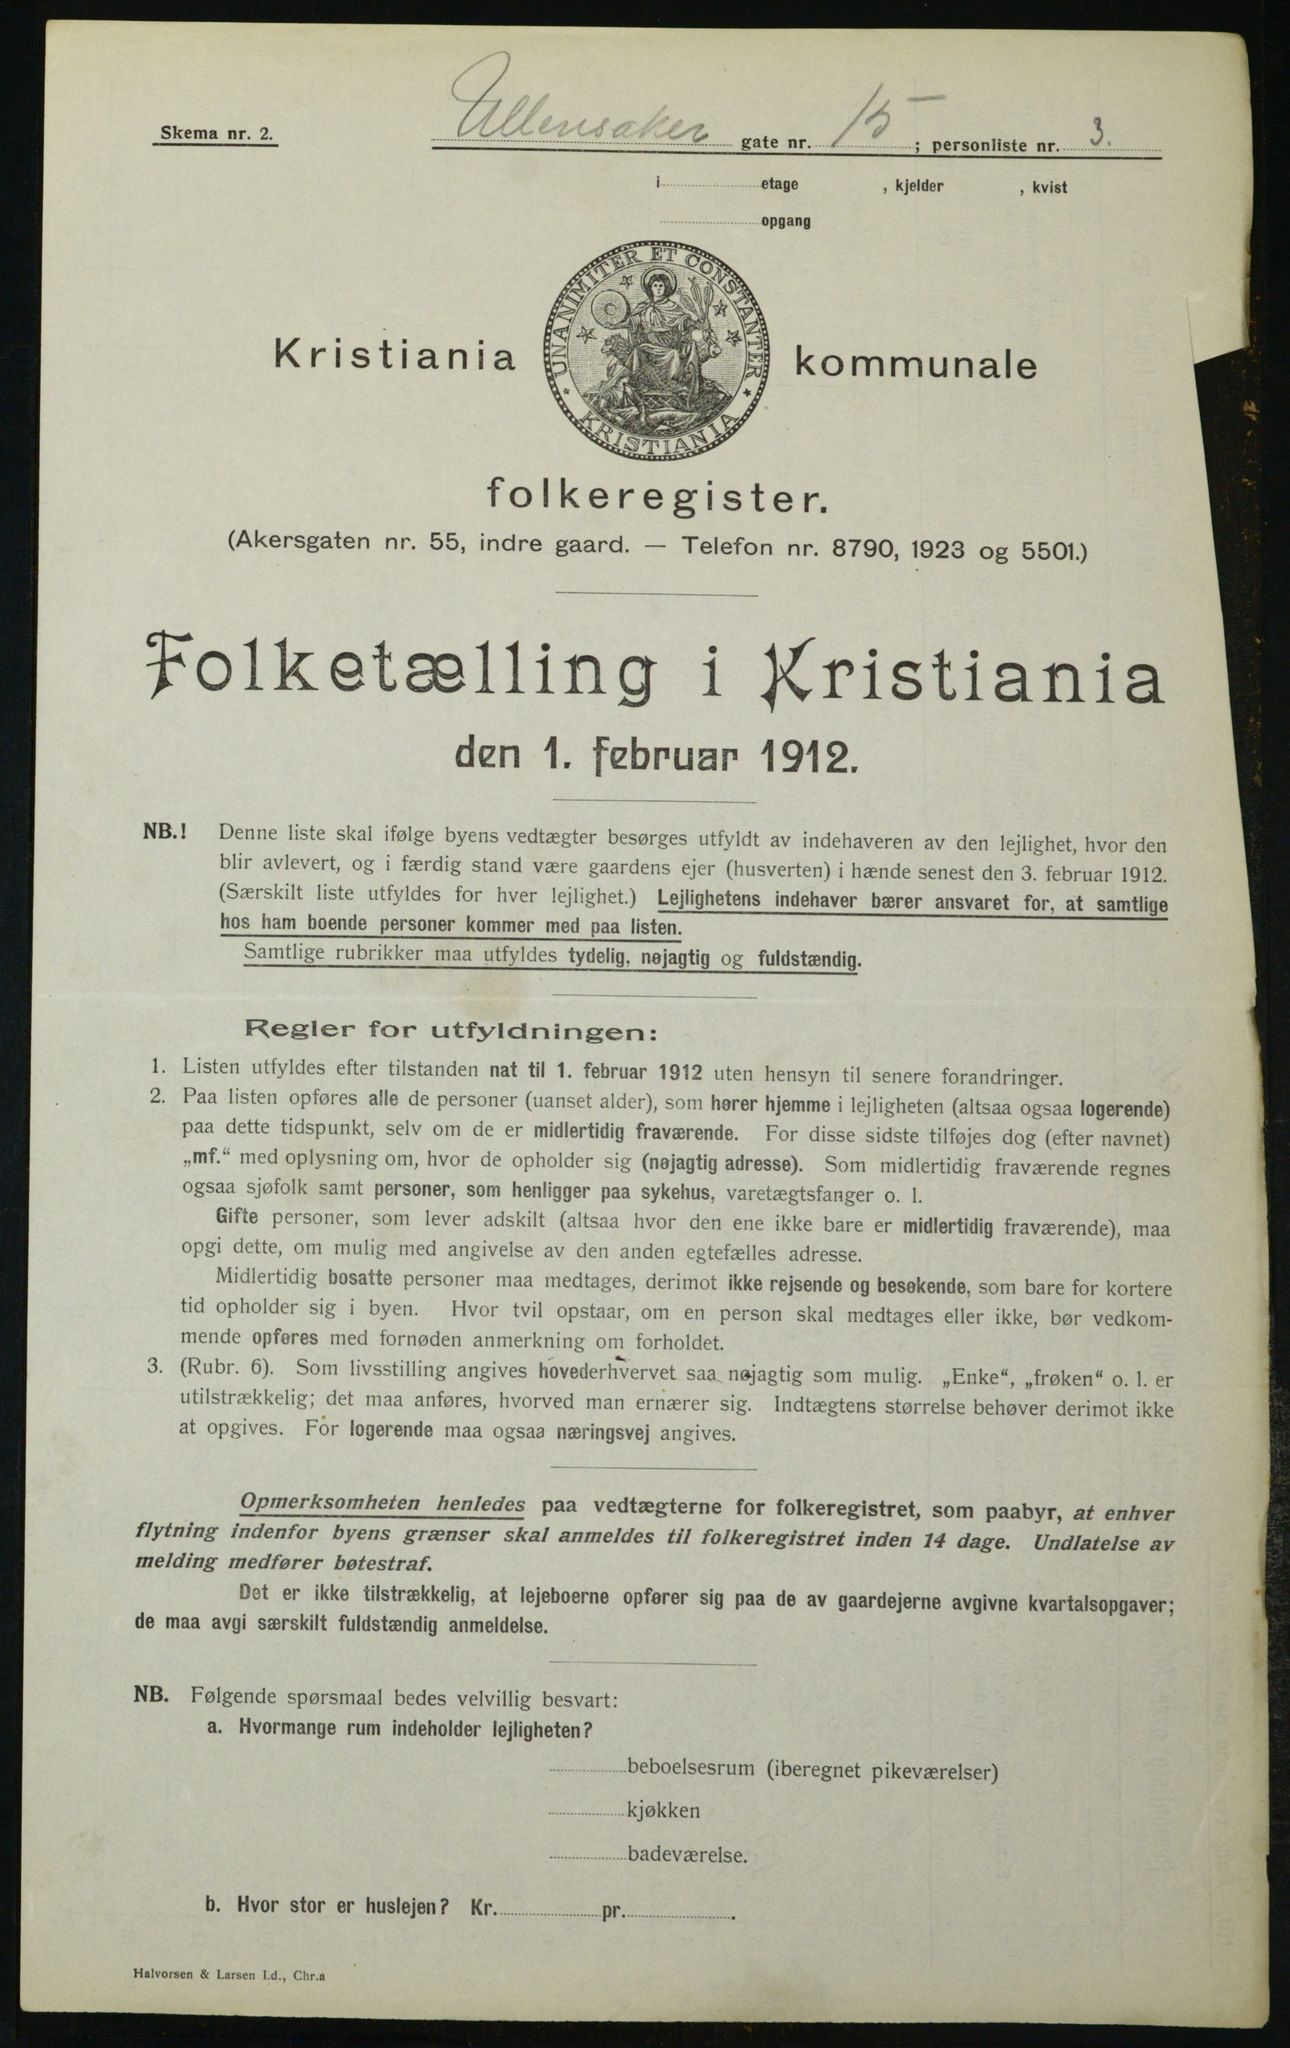 Skema nr. 2.
Ullensaker gate nr. 15; personliste nr. 3.
i etage , kjelder , kvist
opgang
UNANIMITER ET CONSTANTER
KRISTIANIA
Kristiania kommunale
folkeregister.
(Akersgaten nr. 55, indre gaard. — Telefon nr. 8790, 1923 og 5501.)
Folketælling i Kristiania
den 1. februar 1912.
NB.! Denne liste skal ifølge byens vedtægter besørges utfyldt av indehaveren av den lejlighet, hvor den
blir avlevert, og i færdig stand være gaardens ejer (husverten) i hænde senest den 3. februar 1912.
(Særskilt liste utfyldes for hver lejlighet.) Lejlighetens indehaver bærer ansvaret for, at samtlige
hos ham boende personer kommer med paa listen.
Samtlige rubrikker maa utfyldes tydelig, nøjagtig og fuldstændig.
Regler for utfyldningen:
1. Listen utfyldes efter tilstanden nat til 1. februar 1912 uten hensyn til senere forandringer.
2. Paa listen opføres alle de personer (uanset alder), som hører hjemme i lejligheten (altsaa ogsaa logerende)
paa dette tidspunkt, selv om de er midlertidig fraværende. For disse sidste tilføjes dog (efter navnet)
„mf.“ med oplysning om, hvor de opholder sig (nøjagtig adresse). Som midlertidig fraværende regnes
ogsaa sjøfolk samt personer, som henligger paa sykehus, varetægtsfanger o. l.
Gifte personer, som lever adskilt (altsaa hvor den ene ikke bare er midlertidig fraværende), maa
opgi dette, om mulig med angivelse av den anden egtefælles adresse.
Midlertidig bosatte personer maa medtages, derimot ikke rejsende og besøkende, som bare for kortere
tid opholder sig i byen. Hvor tvil opstaar, om en person skal medtages eller ikke, bør vedkom-
mende opføres med fornøden anmerkning om forholdet.
3. (Rubr. 6). Som livsstilling angives hovederhvervet saa nøjagtig som mulig. „Enke“, „frøken“ o. l. er
utilstrækkelig; det maa anføres, hvorved man ernærer sig. Indtægtens størrelse behøver derimot ikke
at opgives. For logerende maa ogsaa næringsvej angives.
Opmerksomheten henledes paa vedtægterne for folkeregistret, som paabyr, at enhver
flytning indenfor byens grænser skal anmeldes til folkeregistret inden 14 dage. Undlatelse av
melding medfører bøtestraf.
Det er ikke tilstrækkelig, at lejeboerne opfører sig paa de av gaardejerne avgivne kvartalsopgaver;
de maa avgi særskilt fuldstændig anmeldelse.
NB. Følgende spørsmaal bedes velvillig besvart:
a. Hvormange rum indeholder lejligheten?
beboelsesrum (iberegnet pikeværelser)
kjøkken
badeværelse.
b. Hvor stor er huslejen? Kr. pr. .
Halvorsen & Larsen Ld., Chr.a